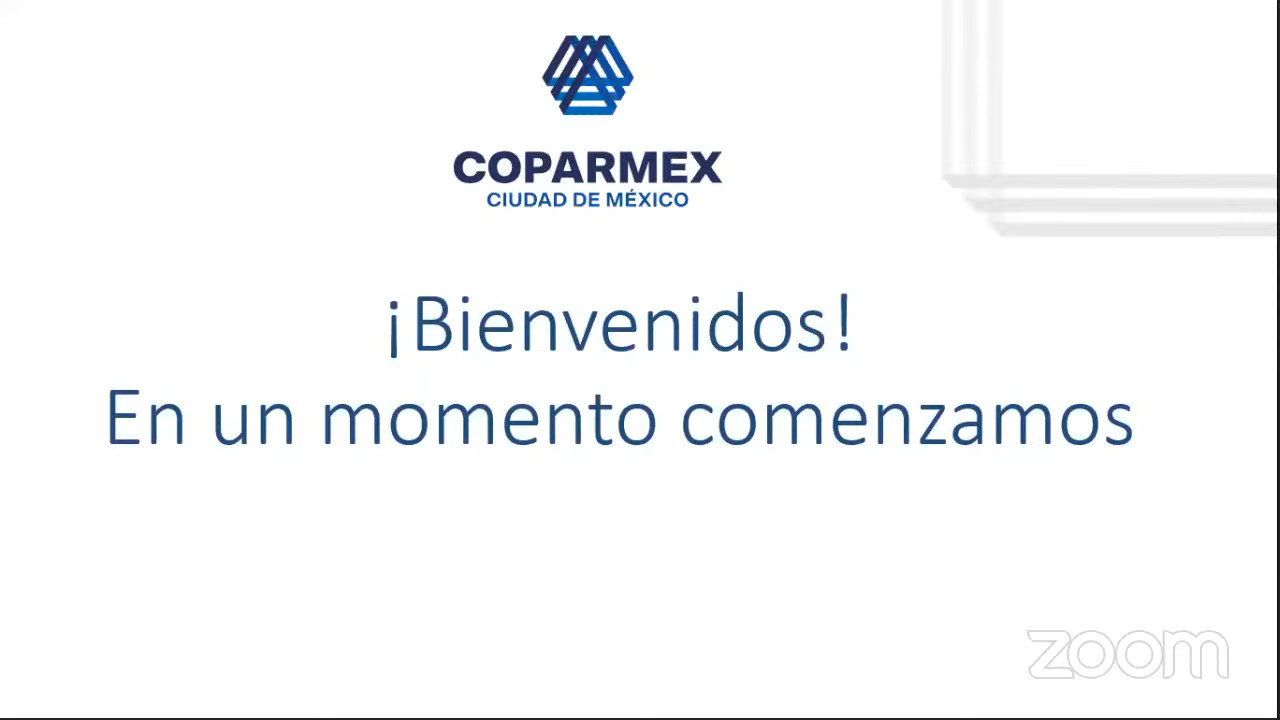 COPARMEX
CIUDAD DE MÉXICO
¡Bienvenidos!
En un momento comenzamos
zoom